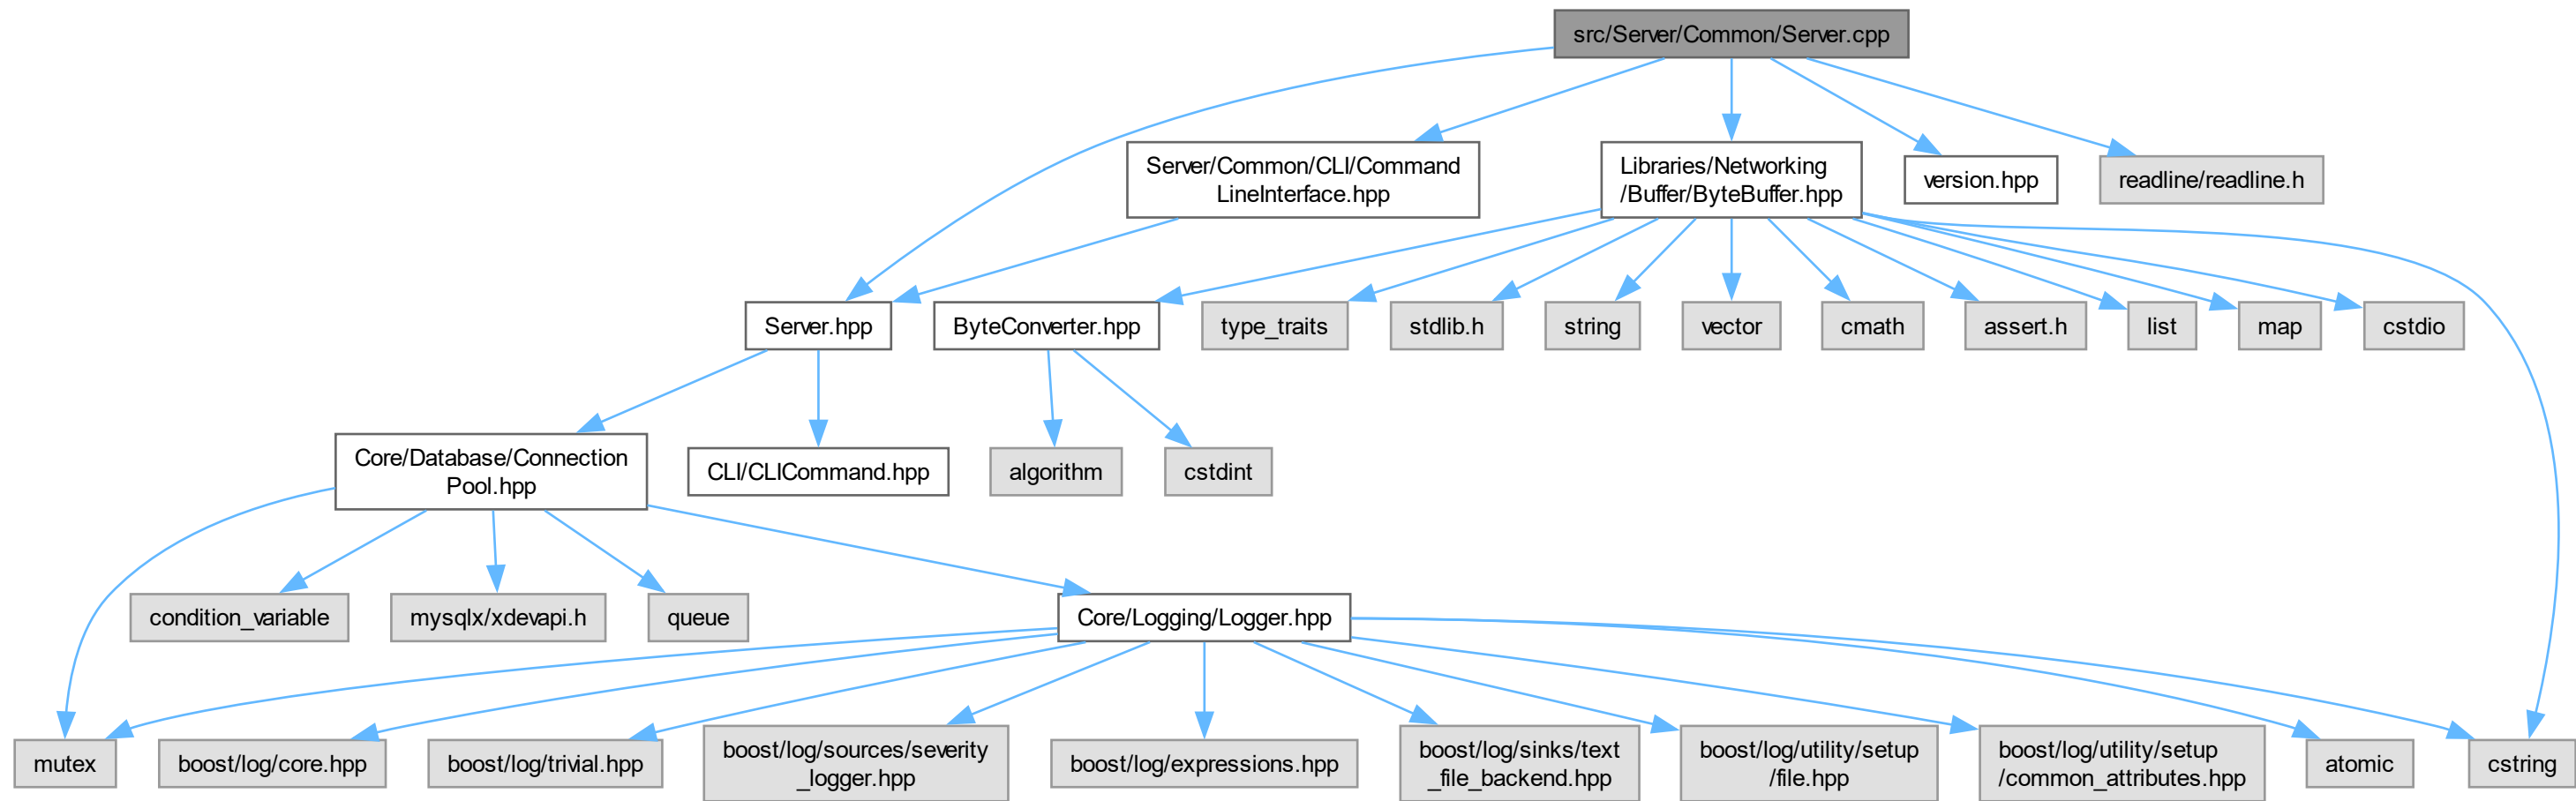 src/Server/Common/Server.cpp
Server/Common/CLI/Command
LineInterface.hpp
Libraries/Networking
/Buffer/ByteBuffer.hpp
version.hpp
readline/readline.h
Server.hpp
ByteConverter.hpp
type_traits
stdlib.h
string
vector
cmath
assert.h
list
map
cstdio
Core/Database/Connection
Pool.hpp
CLI/CLICommand.hpp
algorithm
cstdint
condition_variable
mysqlx/xdevapi.h
queue
Core/Logging/Logger.hpp
mutex
boost/log/core.hpp
boost/log/trivial.hpp
boost/log/sources/severity
_logger.hpp
boost/log/expressions.hpp
boost/log/sinks/text
_file_backend.hpp
boost/log/utility/setup
/file.hpp
boost/log/utility/setup
/common_attributes.hpp
atomic
cstring